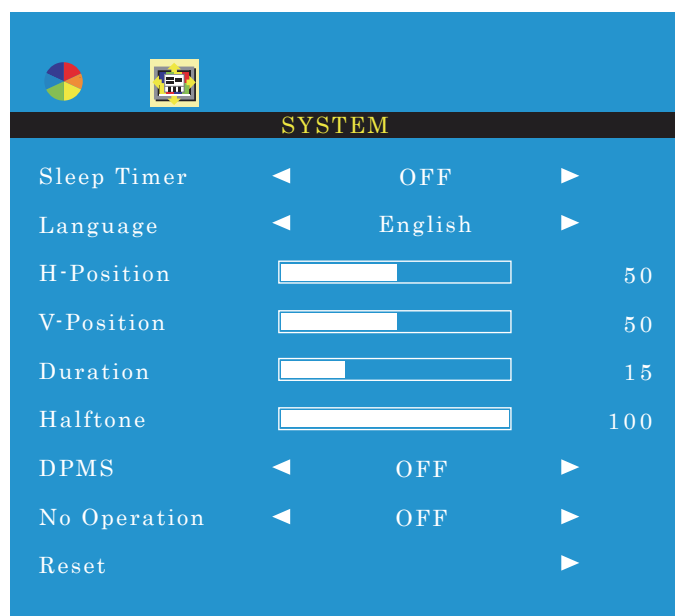 SYSTEM
Sleep Timer OFF
Language English
H-Position 50
V-Position 50
Duration 15
Halftone 100
DPMS OFF
No Operation OFF
Reset